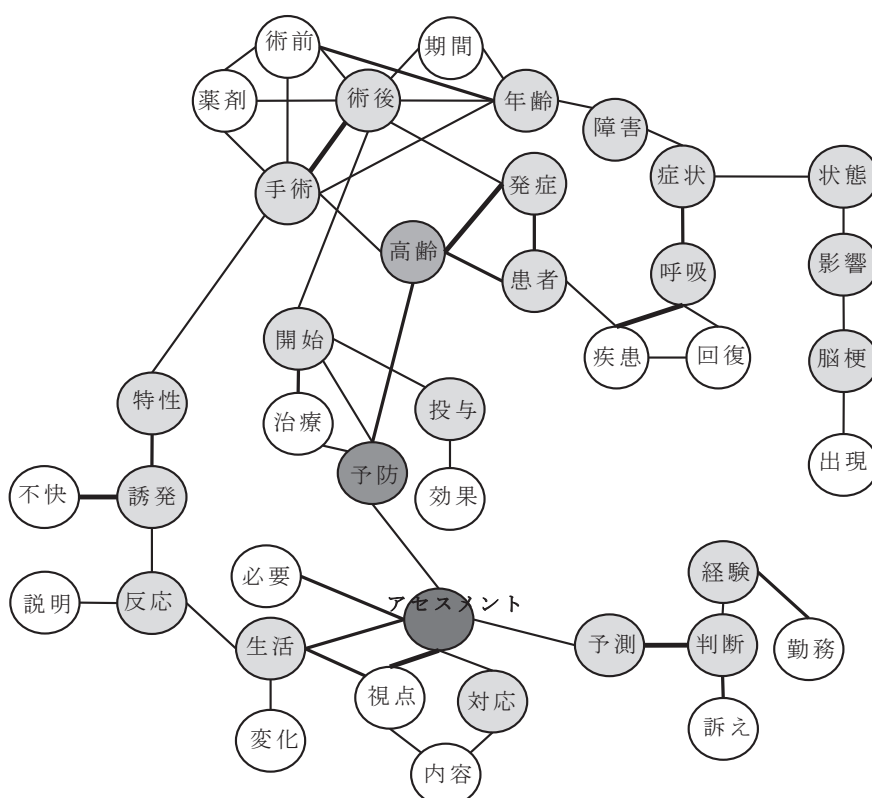 術前
期間
薬剤
術後
年齢
障害
手術
発症
症状
状態
高齢
患者
呼吸
影響
開始
疾患
回復
脳梗
特性
治療
投与
出現
不快
誘発
予防
効果
必要
アセスメント
経験
説明
反応
生活
予測
判断
勤務
視点
対応
変化
訴え
内容